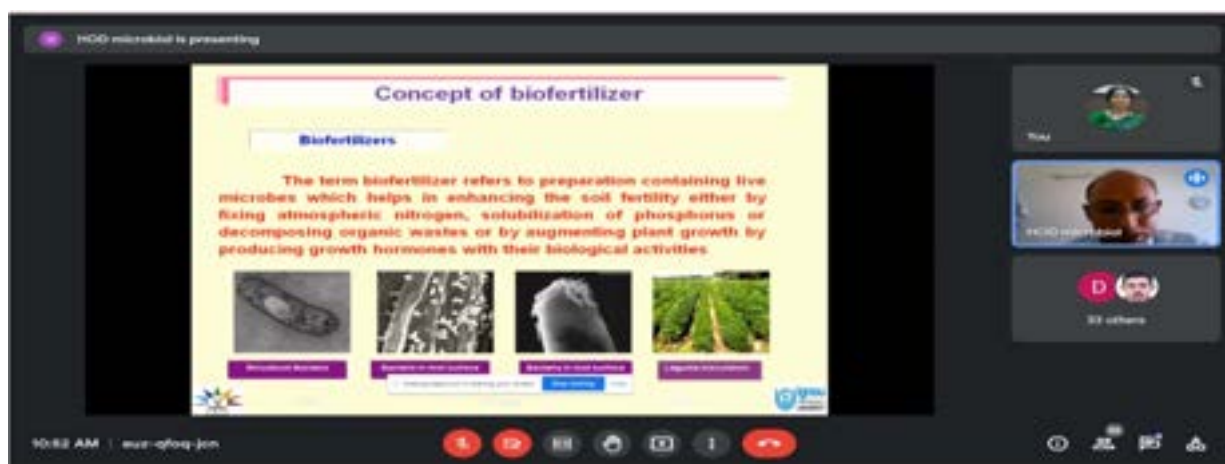 HOD microbiol is presenting
Concept of biofertilizer
Biofertilizers
The term biofertilizer refers to preparation containing live
microbes which helps in enhancing the soil fertility either by
fixing atmospheric nitrogen, solubilization of phosphorus or
decomposing organic wastes or by augmenting plant growth by
producing growth hormones with their biological activities
Bacteria in root surface
Bacteria in root surface
Legume inoculation
Stop sharing
You
HOD microbiol
D
33 others
10:52 AM